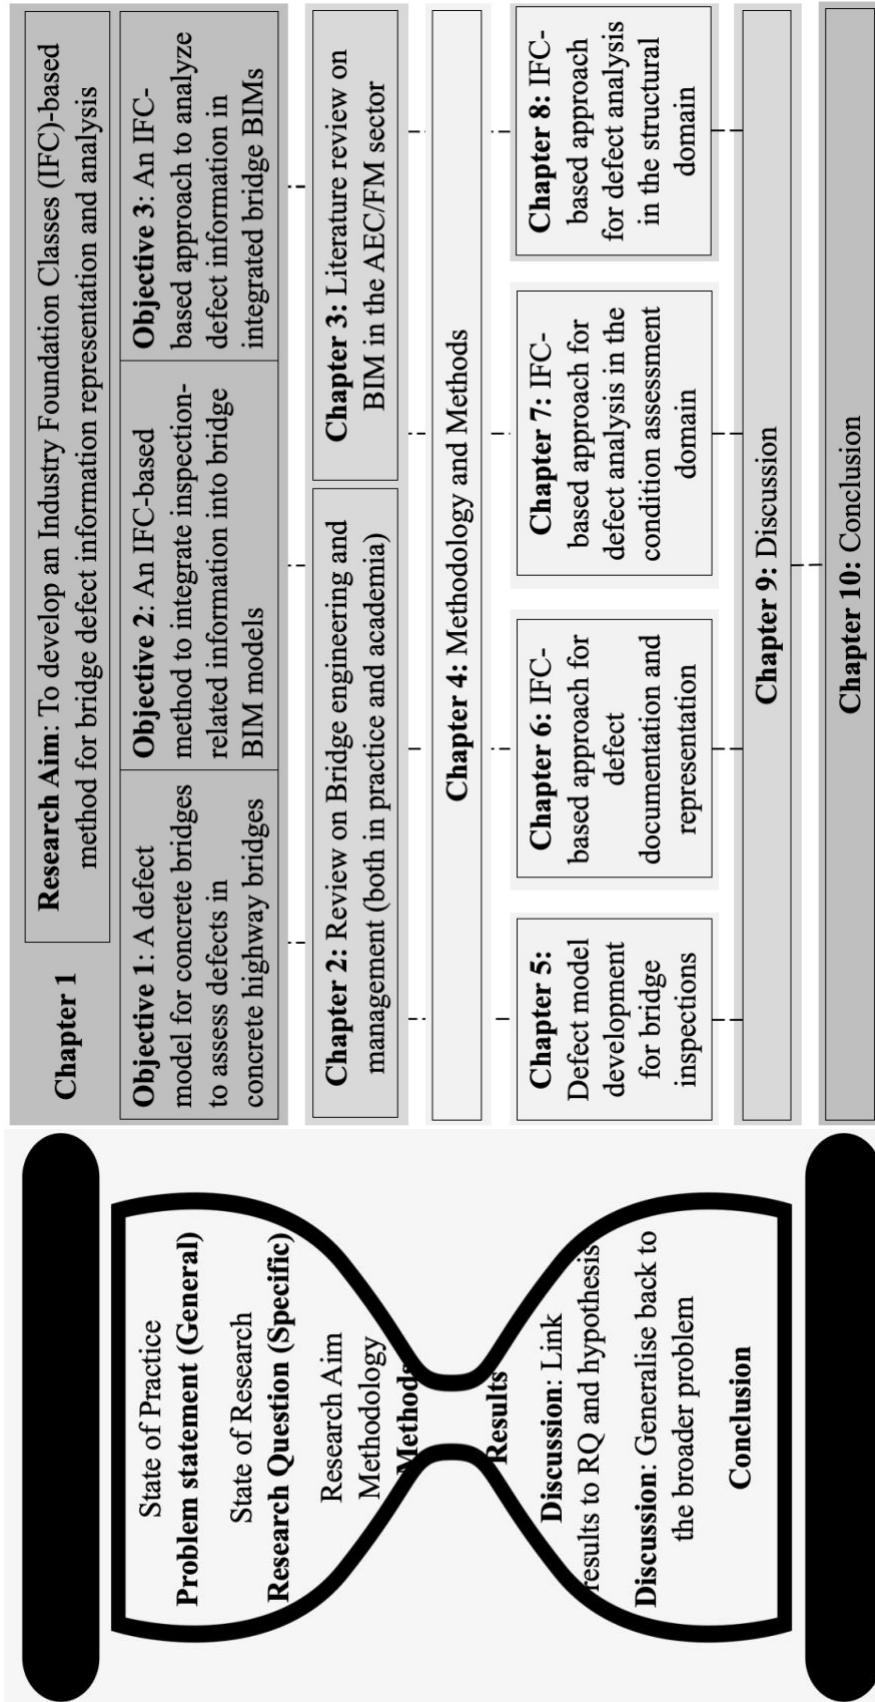 State of Practice
Problem statement (General)
State of Research
Research Question (Specific)
Research Aim
Methodology
Methods
Results
Discussion: Link
results to RQ and hypothesis
Discussion: Generalise back to
the broader problem
Conclusion
Chapter 1
Research Aim: To develop an Industry Foundation Classes (IFC)-based
method for bridge defect information representation and analysis
Objective 1: A defect
model for concrete bridges
to assess defects in
concrete highway bridges
Objective 2: An IFC-based
method to integrate inspection-
related information into bridge
BIM models
Objective 3: An IFC-
based approach to analyze
defect information in
integrated bridge BIMs
Chapter 2: Review on Bridge engineering and
management (both in practice and academia)
Chapter 3: Literature review on
BIM in the AEC/FM sector
Chapter 4: Methodology and Methods
Chapter 5:
Defect model
development
for bridge
inspections
Chapter 6: IFC-
based approach for
defect
documentation and
representation
Chapter 7: IFC-
based approach for
defect analysis in the
condition assessment
domain
Chapter 8: IFC-
based approach
for defect analysis
in the structural
domain
Chapter 9: Discussion
Chapter 10: Conclusion